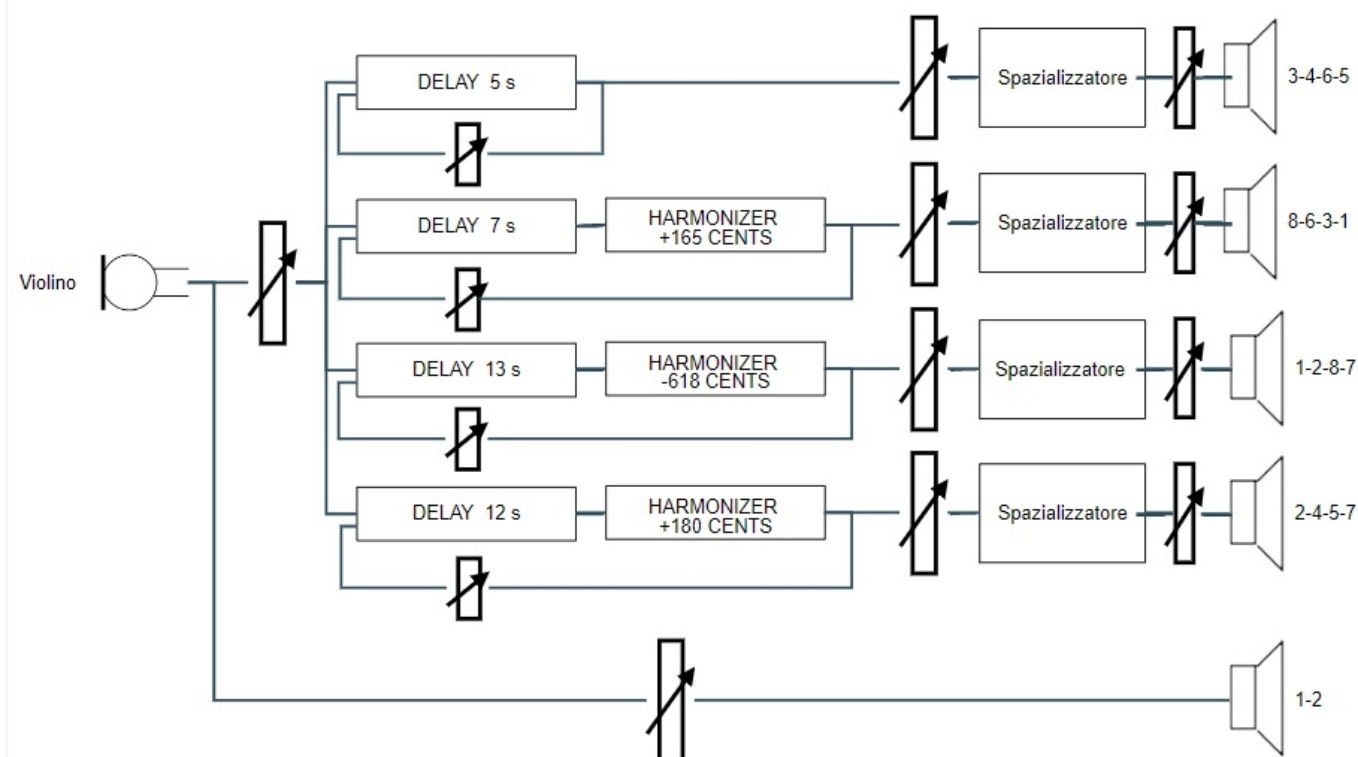 DELAY 5 s
Spazializzatore
3-4-6-5
DELAY 7 s
HARMONIZER
+165 CENTS
Spazializzatore
8-6-3-1
Violino
DELAY 13 s
HARMONIZER
-618 CENTS
Spazializzatore
1-2-8-7
DELAY 12 s
HARMONIZER
+180 CENTS
Spazializzatore
2-4-5-7
1-2